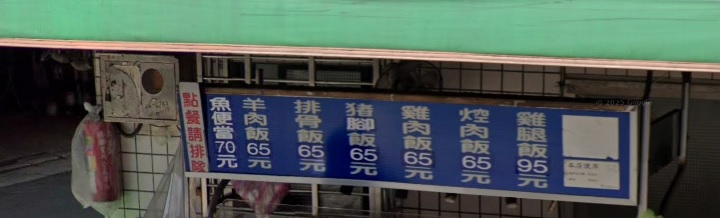 點餐請排隊
魚便當70元
羊肉飯65元
排骨飯65元
豬腳飯65元
雞肉飯65元
焢肉飯65元
雞腿飯95元